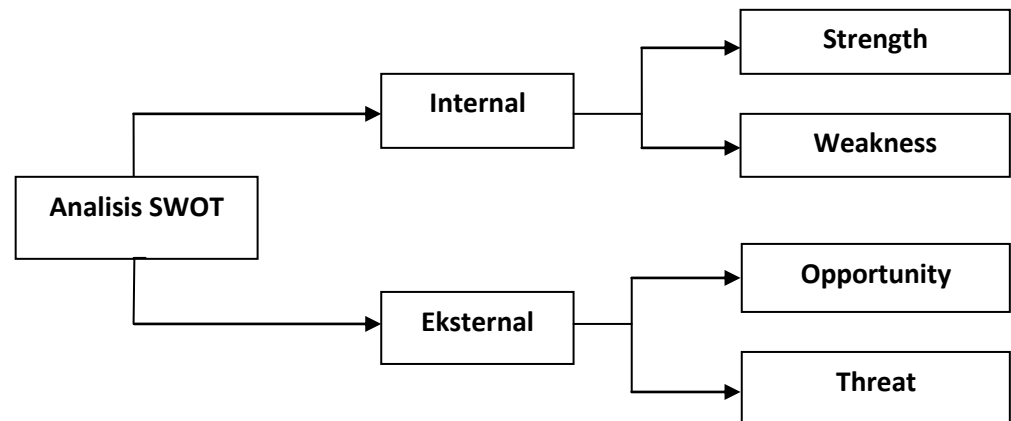 Analisis SWOT
Internal
Strength
Weakness
Eksternal
Opportunity
Threat